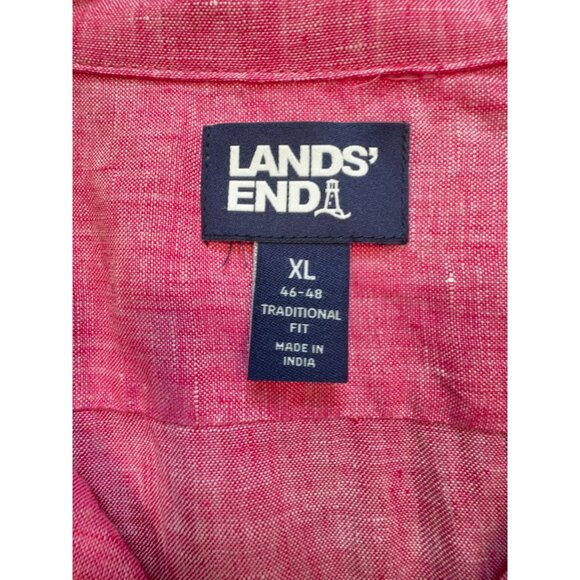 LANDS'
END
XL
46-48
TRADITIONAL
FIT
MADE IN
INDIA